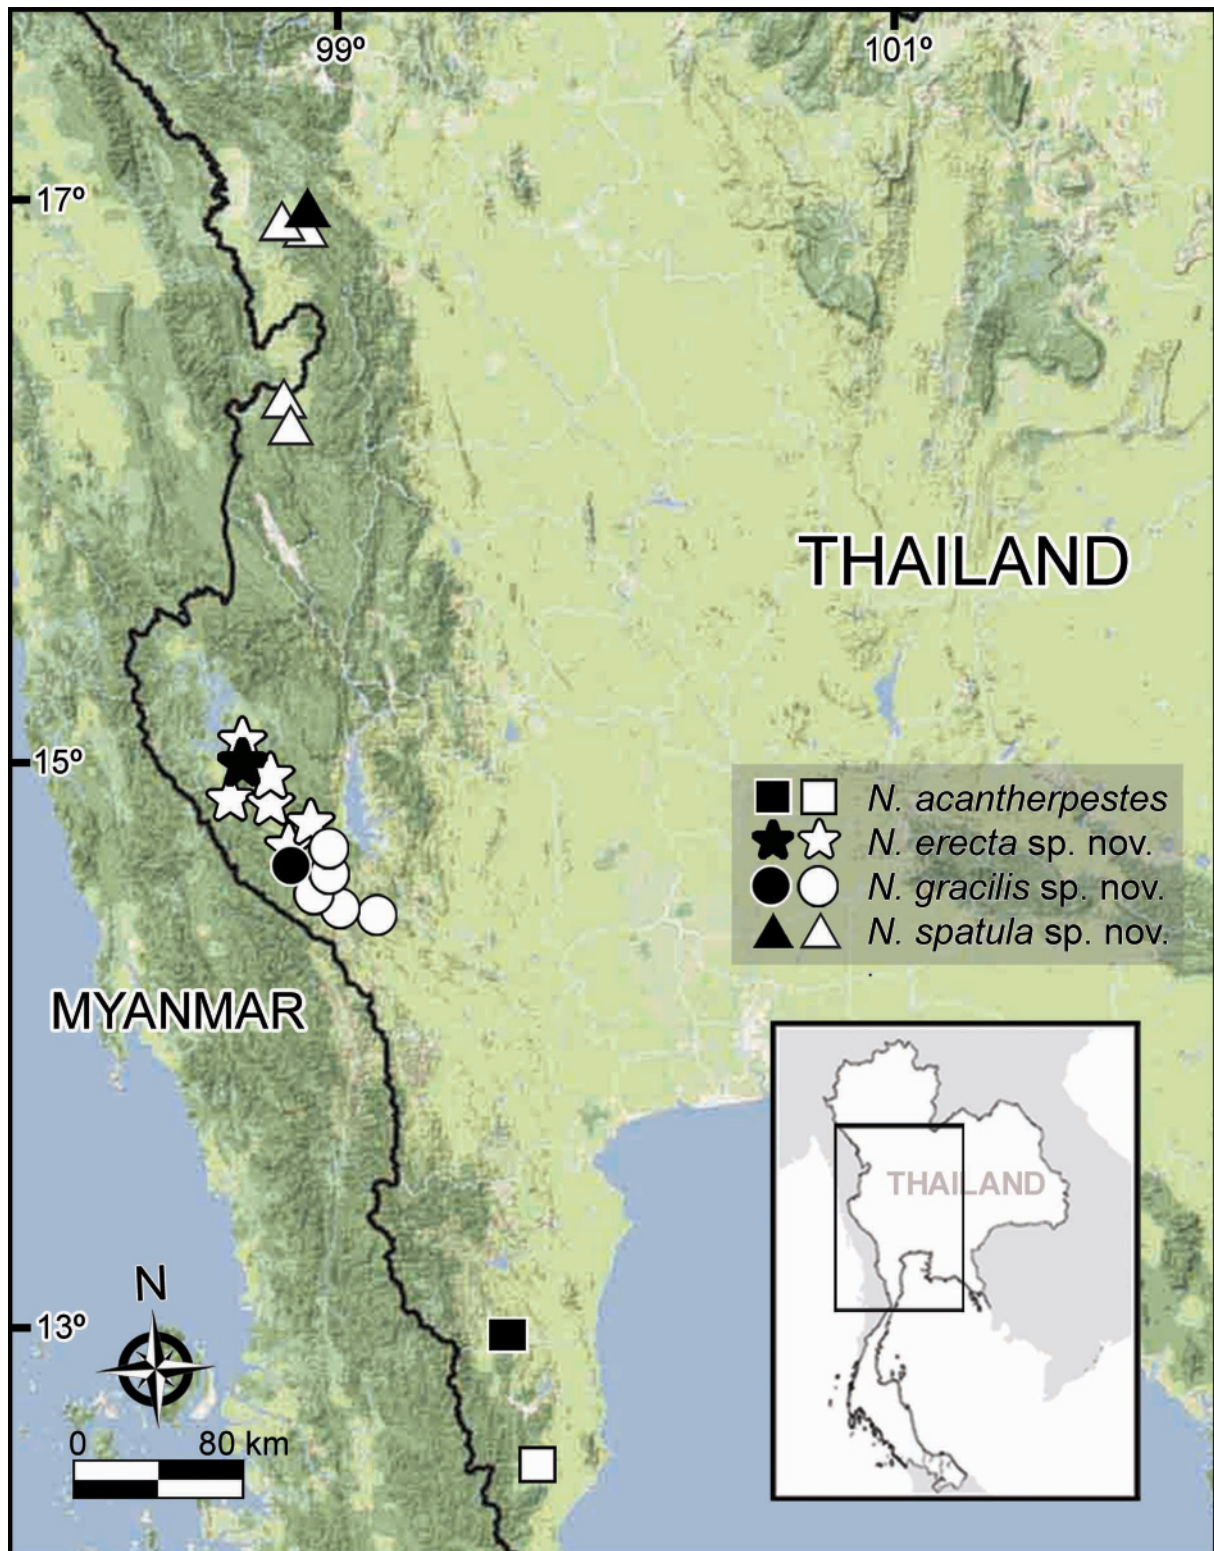 99º
101º
17º
THAILAND
15º
N. acantherpestes
N. erecta sp. nov.
N. gracilis sp. nov.
N. spatula sp. nov.
MYANMAR
THAILAND
N
13º
0
80 km